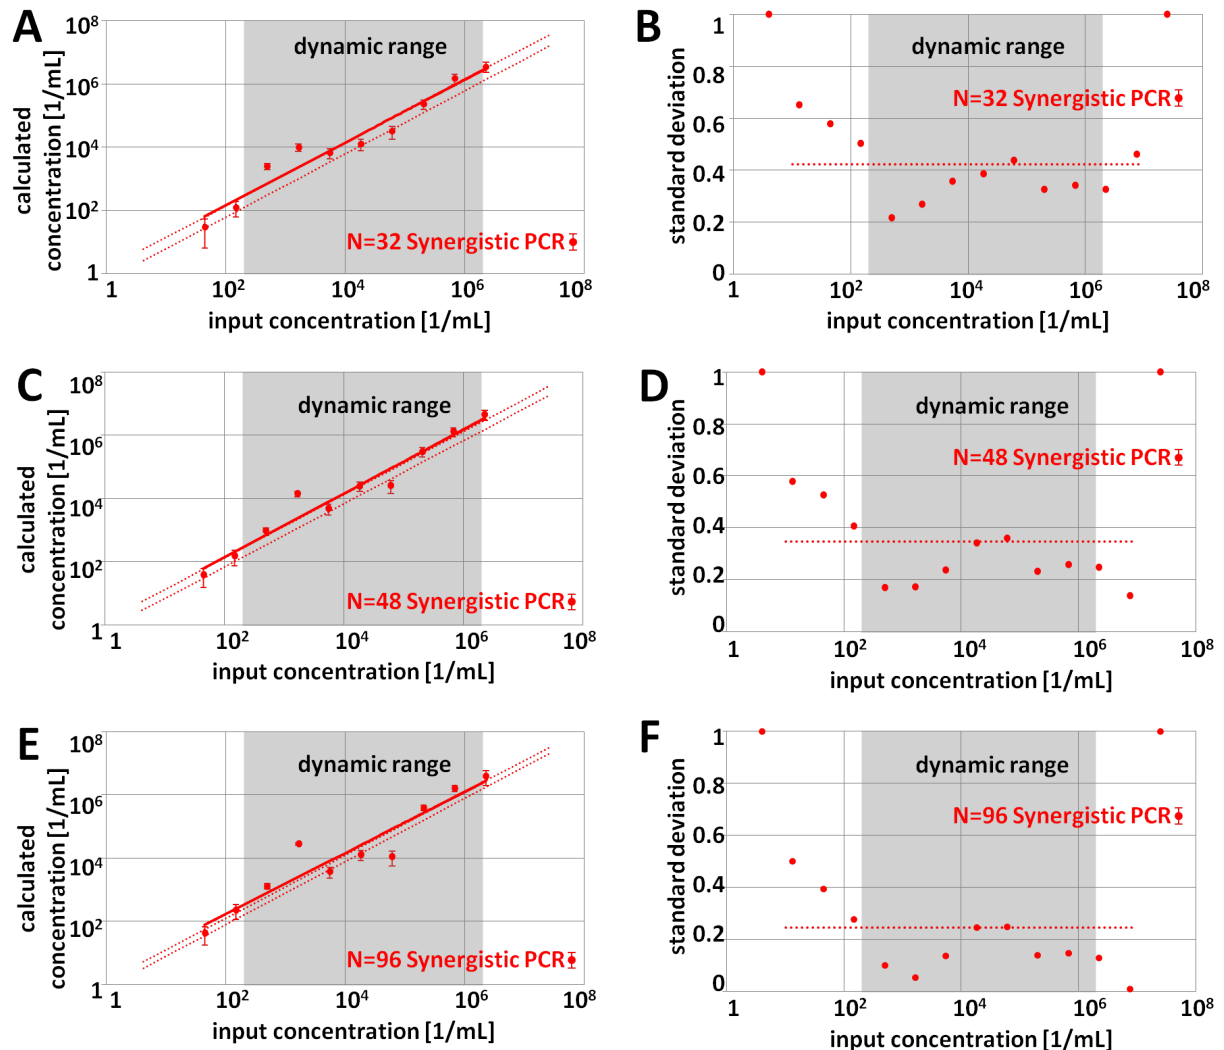 A
calculated
concentration [1/mL]
10⁸
10⁶
10⁴
10²
1
dynamic range
N=32 Synergistic PCR
1
10²
10⁴
10⁶
10⁸
input concentration [1/mL]
B
standard deviation
1
0.8
0.6
0.4
0.2
0
dynamic range
N=32 Synergistic PCR
1
10²
10⁴
10⁶
10⁸
input concentration [1/mL]
C
calculated
concentration [1/mL]
10⁸
10⁶
10⁴
10²
1
dynamic range
N=48 Synergistic PCR
1
10²
10⁴
10⁶
10⁸
input concentration [1/mL]
D
standard deviation
1
0.8
0.6
0.4
0.2
0
dynamic range
N=48 Synergistic PCR
1
10²
10⁴
10⁶
10⁸
input concentration [1/mL]
E
calculated
concentration [1/mL]
10⁸
10⁶
10⁴
10²
1
dynamic range
N=96 Synergistic PCR
1
10²
10⁴
10⁶
10⁸
input concentration [1/mL]
F
standard deviation
1
0.8
0.6
0.4
0.2
0
dynamic range
N=96 Synergistic PCR
1
10²
10⁴
10⁶
10⁸
input concentration [1/mL]